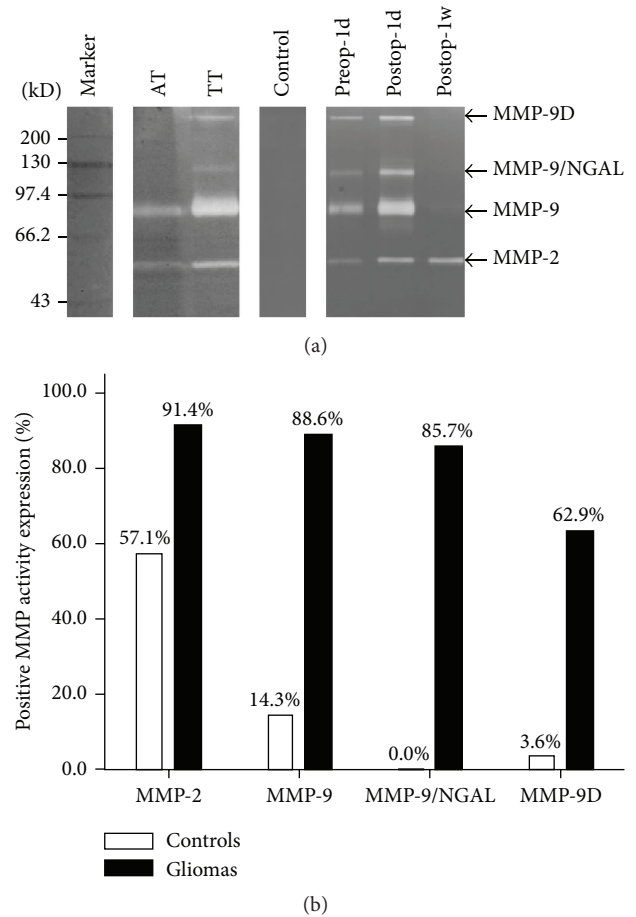 (kD)
Marker
AT
TT
Control
Preop-1d
Postop-1d
Postop-1w
200
130
97.4
66.2
43
MMP-9D
MMP-9/NGAL
MMP-9
MMP-2
(a)
Positive MMP activity expression (%)
100.0
80.0
60.0
40.0
20.0
0.0
57.1%
91.4%
14.3%
88.6%
0.0%
85.7%
3.6%
62.9%
MMP-2
MMP-9
MMP-9/NGAL
MMP-9D
Controls
Gliomas
(b)